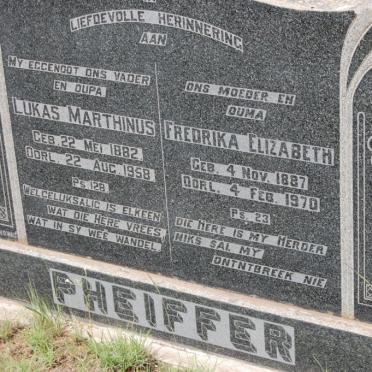 LIEFDEVOLLE HERINNERING
AAN
MY EGGENOOT ONS VADER
EN OUPA
LUKAS MARTHINUS
GEB. 22 MEI 1882.
OORL. 22 AUG. 1958
PS. 128.
WELGELUKSALIG IS ELKEEN
WAT DIE HERE VREES
WAT IN SY WEË WANDEL
ONS MOEDER EN
OUMA
FREDRIKA ELIZABETH
GEB. 4 NOV. 1887
OORL. 4 FEB. 1970
PS. 23
DIE HERE IS MY HERDER
NIKS SAL MY
ONTNTBREEK NIE
PHEIFFER